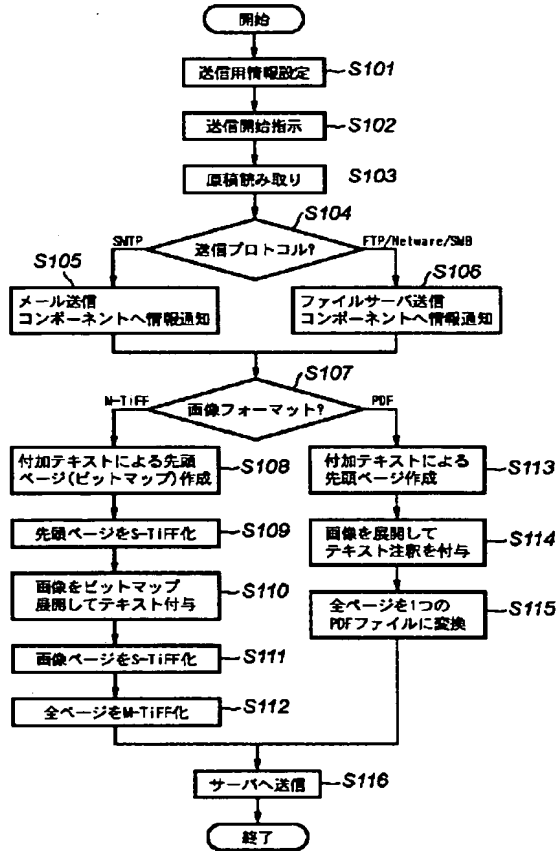 開始
送信用情報設定
S101
送信開始指示
S102
原稿読み取り
S103
S104
SMTP
送信プロトコル?
FTP/Netware/SMB
S105
メール送信
コンポーネントへ情報通知
S106
ファイルサーバ送信
コンポーネントへ情報通知
S107
M-TiFF
画像フォーマット?
PDF
付加テキストによる先頭
ページ(ビットマップ)作成
S108
先頭ページをS-TiFF化
S109
画像をビットマップ
展開してテキスト付与
S110
画像ページをS-TiFF化
S111
全ページをM-TiFF化
S112
付加テキストによる
先頭ページ作成
S113
画像を展開して
テキスト注釈を付与
S114
全ページを1つの
PDFファイルに変換
S115
サーバへ送信
S116
終了